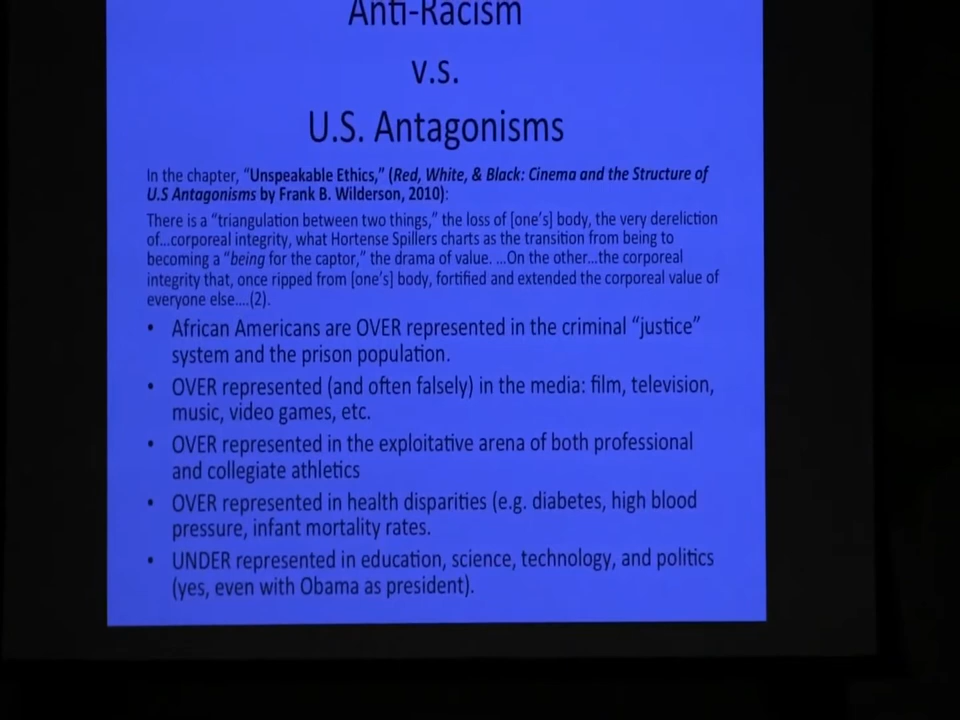 Anti-Racism
v.s.
U.S. Antagonisms
In the chapter, “Unspeakable Ethics,” (Red, White, & Black: Cinema and the Structure of
U.S Antagonisms by Frank B. Wilderson, 2010):
There is a “triangulation between two things,” the loss of [one's] body, the very dereliction
of...corporeal integrity, what Hortense Spillers charts as the transition from being to
becoming a “being for the captor,” the drama of value. ...On the other...the corporeal
integrity that, once ripped from [one's] body, fortified and extended the corporeal value of
everyone else....(2).
• African Americans are OVER represented in the criminal “justice”
system and the prison population.
• OVER represented (and often falsely) in the media: film, television,
music, video games, etc.
• OVER represented in the exploitative arena of both professional
and collegiate athletics
• OVER represented in health disparities (e.g. diabetes, high blood
pressure, infant mortality rates.
• UNDER represented in education, science, technology, and politics
(yes, even with Obama as president).